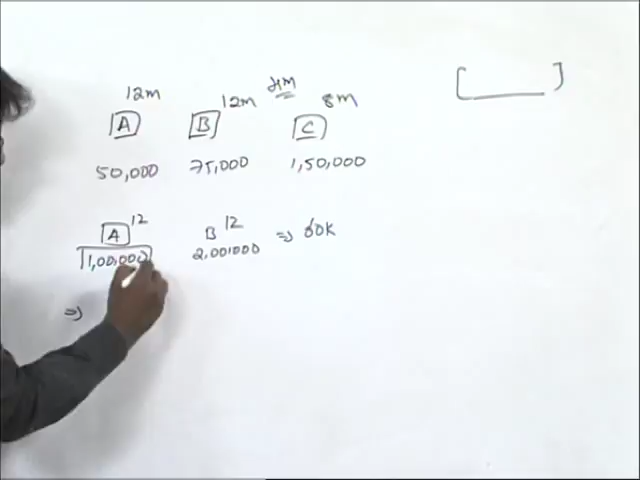 12m 12m 4m 8m
A B C
50,000 75,000 1,50,000
A 12 B 12 ⇒ 60K
1,00,000 2,00,000
⇒